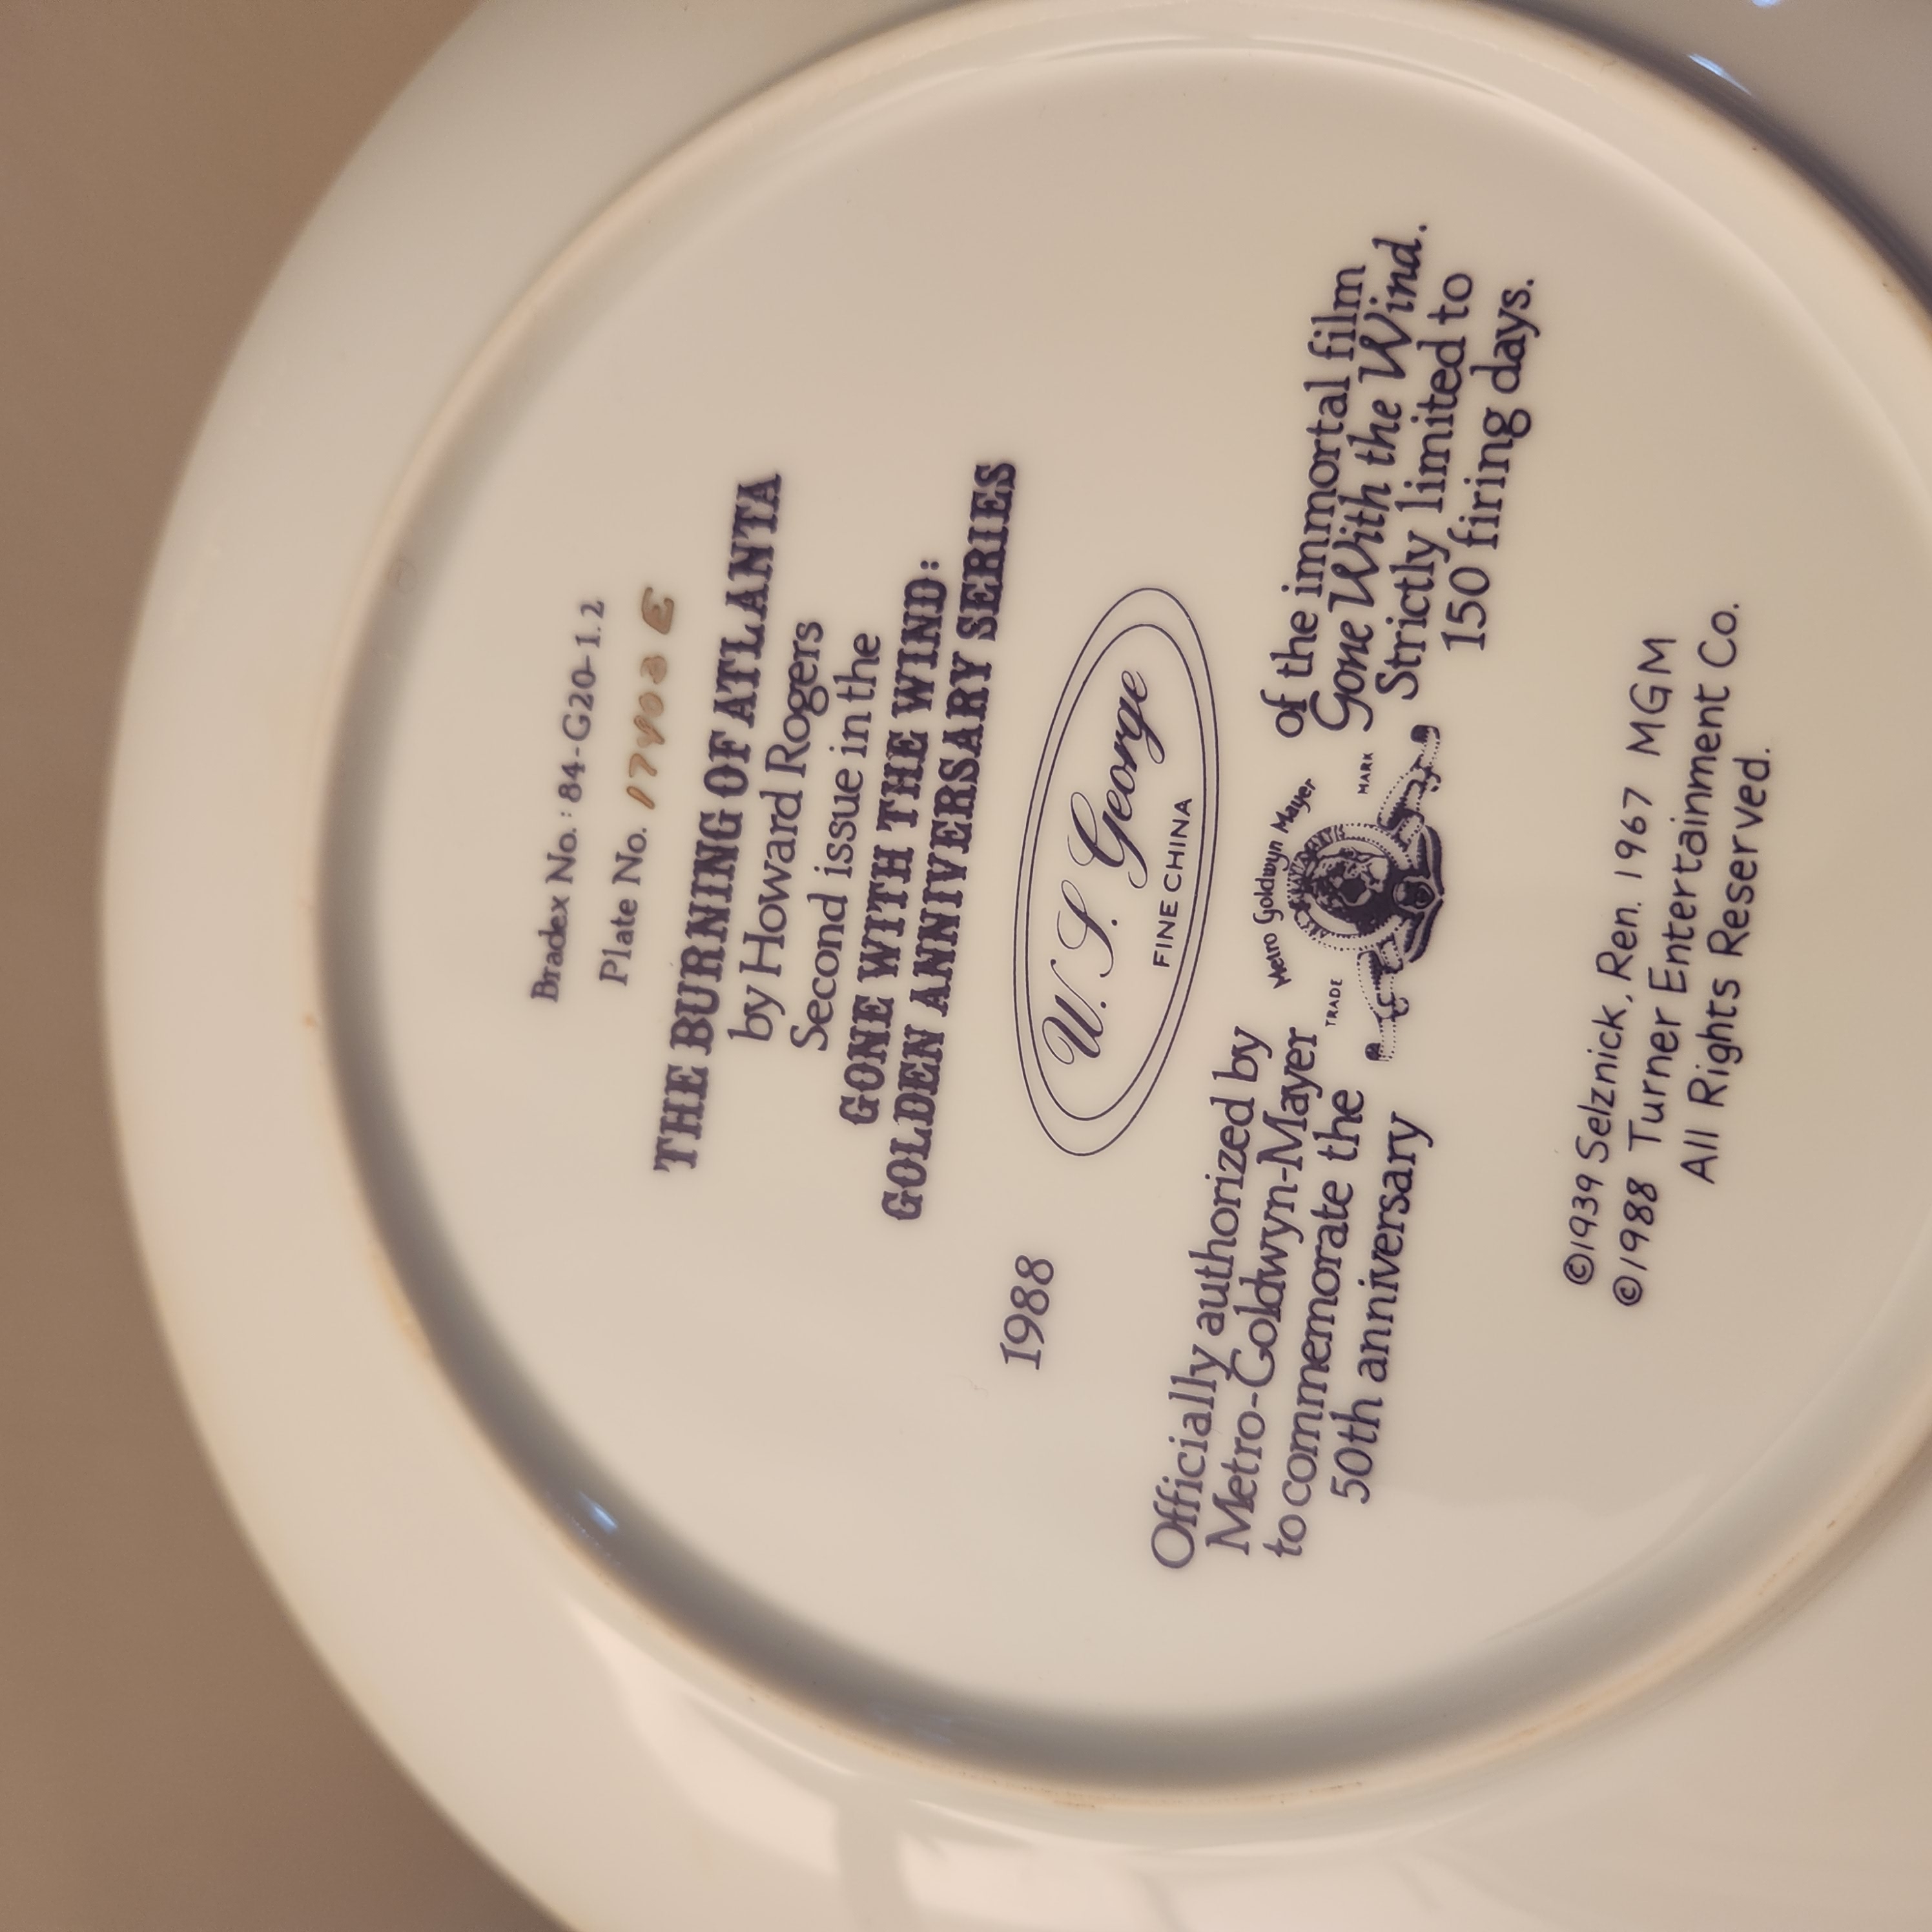 Bradex No.: 84-G20-1.2
Plate No.
THE BURNING OF ATLANTA
by Howard Rogers
Second issue in the
GONE WITH THE WIND:
GOLDEN ANNIVERSARY SERIES
1988
W. S. George
FINE CHINA
Officially authorized by
Metro-Goldwyn-Mayer
to commemorate the
50th anniversary
Metro Goldwyn Mayer
TRADE MARK
of the immortal film
Gone With the Wind.
Strictly limited to
150 firing days.
©1939 Selznick, Ren. 1967 MGM
©1988 Turner Entertainment Co.
All Rights Reserved.